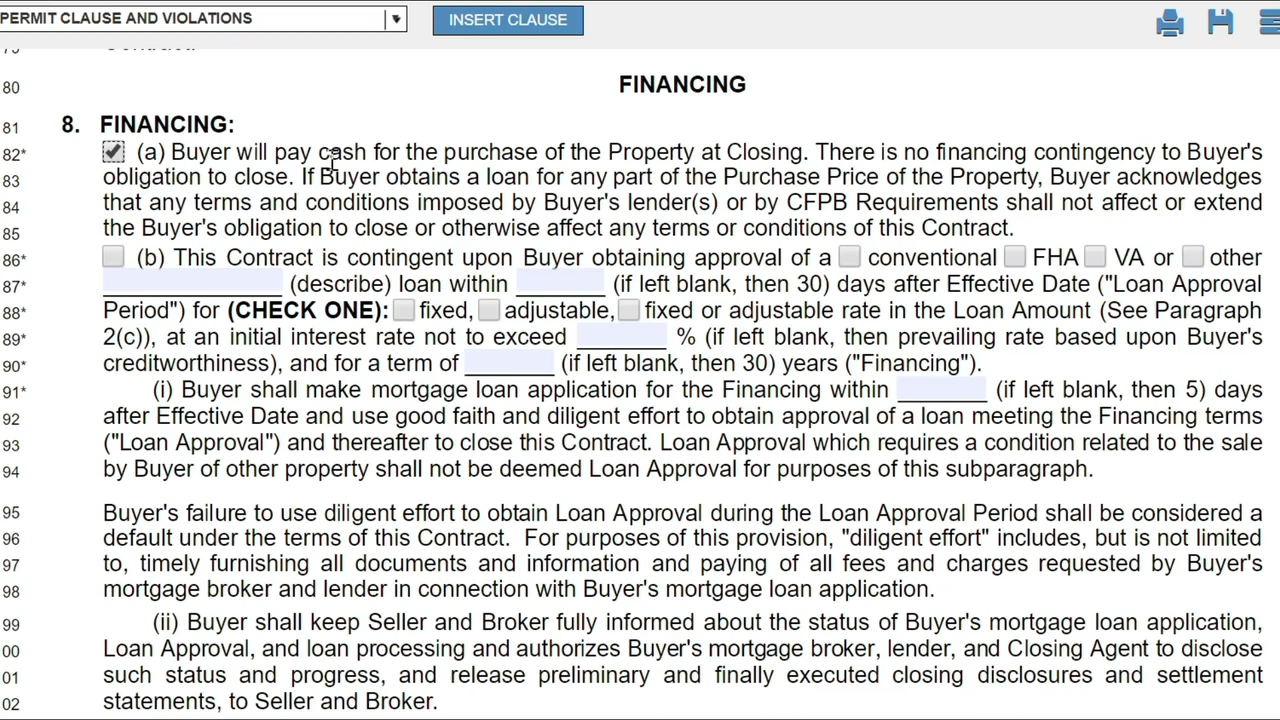 PERMIT CLAUSE AND VIOLATIONS
INSERT CLAUSE
80 FINANCING
81 8. FINANCING:
82* (a) Buyer will pay cash for the purchase of the Property at Closing. There is no financing contingency to Buyer's
83 obligation to close. If Buyer obtains a loan for any part of the Purchase Price of the Property, Buyer acknowledges
84 that any terms and conditions imposed by Buyer's lender(s) or by CFPB Requirements shall not affect or extend
85 the Buyer's obligation to close or otherwise affect any terms or conditions of this Contract.
86* (b) This Contract is contingent upon Buyer obtaining approval of a conventional FHA VA or other
87* (describe) loan within (if left blank, then 30) days after Effective Date ("Loan Approval
88* Period") for (CHECK ONE): fixed, adjustable, fixed or adjustable rate in the Loan Amount (See Paragraph
89* 2(c)), at an initial interest rate not to exceed % (if left blank, then prevailing rate based upon Buyer's
90* creditworthiness), and for a term of (if left blank, then 30) years ("Financing").
91* (i) Buyer shall make mortgage loan application for the Financing within (if left blank, then 5) days
92 after Effective Date and use good faith and diligent effort to obtain approval of a loan meeting the Financing terms
93 ("Loan Approval") and thereafter to close this Contract. Loan Approval which requires a condition related to the sale
94 by Buyer of other property shall not be deemed Loan Approval for purposes of this subparagraph.
95 Buyer's failure to use diligent effort to obtain Loan Approval during the Loan Approval Period shall be considered a
96 default under the terms of this Contract. For purposes of this provision, "diligent effort" includes, but is not limited
97 to, timely furnishing all documents and information and paying of all fees and charges requested by Buyer's
98 mortgage broker and lender in connection with Buyer's mortgage loan application.
99 (ii) Buyer shall keep Seller and Broker fully informed about the status of Buyer's mortgage loan application,
00 Loan Approval, and loan processing and authorizes Buyer's mortgage broker, lender, and Closing Agent to disclose
01 such status and progress, and release preliminary and finally executed closing disclosures and settlement
02 statements, to Seller and Broker.